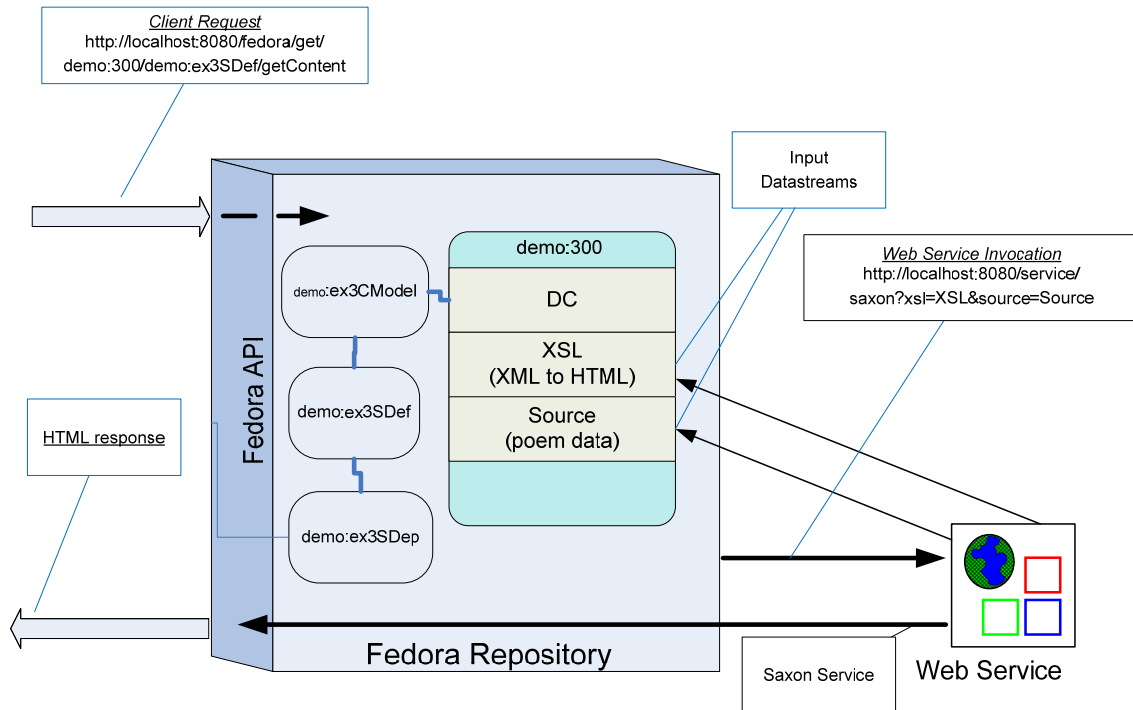 Client Request
http://localhost:8080/fedora/get/
demo:300/demo:ex3SDef/getContent
Input
Datastreams
Web Service Invocation
http://localhost:8080/service/
saxon?xsl=XSL&source=Source
demo:300
demo:ex3CModel
DC
XSL
(XML to HTML)
Fedora API
demo:ex3SDef
Source
(poem data)
HTML response
demo:ex3SDep
Fedora Repository
Saxon Service
Web Service